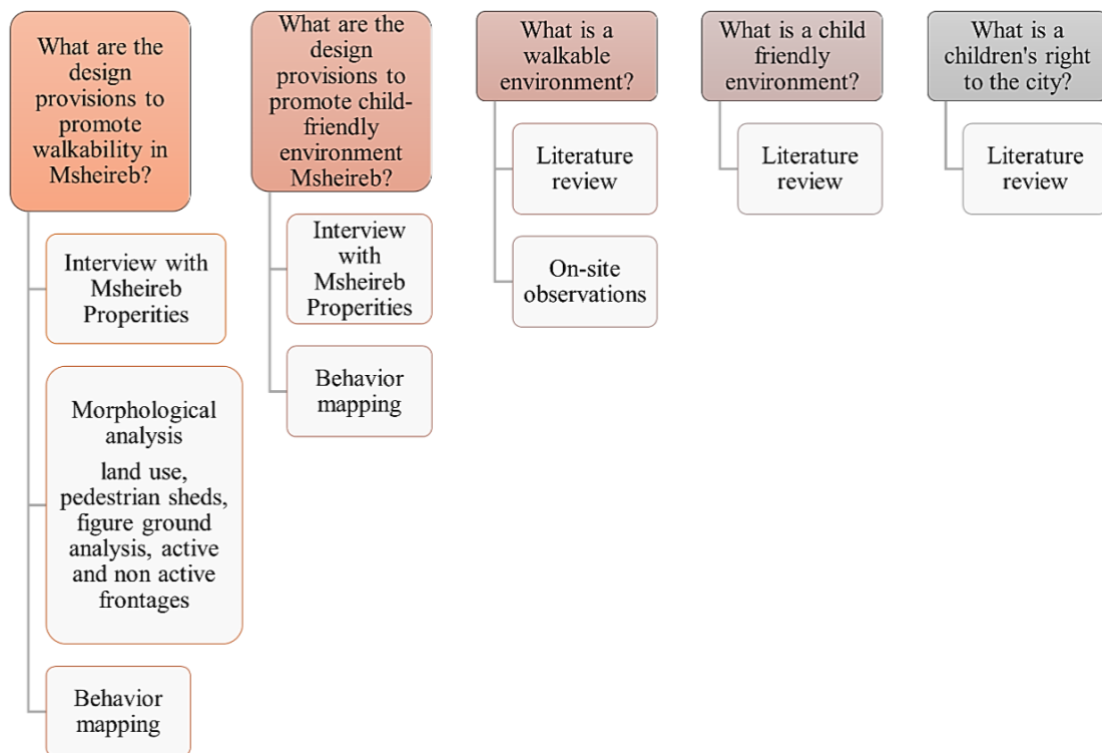 What are the
design
provisions to
promote
walkability in
Msheireb?
Interview with
Msheireb
Properities
Morphological
analysis
land use,
pedestrian sheds,
figure ground
analysis, active
and non active
frontages
Behavior
mapping
What are the
design
provisions to
promote child-
friendly
environment
Msheireb?
Interview
with
Msheireb
Properities
Behavior
mapping
What is a
walkable
environment?
Literature
review
On-site
observations
What is a child
friendly
environment?
Literature
review
What is a
children's right
to the city?
Literature
review